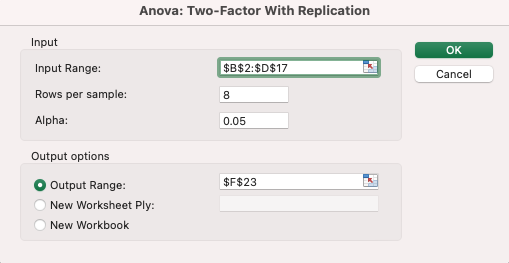 Anova: Two-Factor With Replication
Input
Input Range: $B$2:$D$17
Rows per sample: 8
Alpha: 0.05
OK
Cancel
Output options
Output Range: $F$23
New Worksheet Ply:
New Workbook